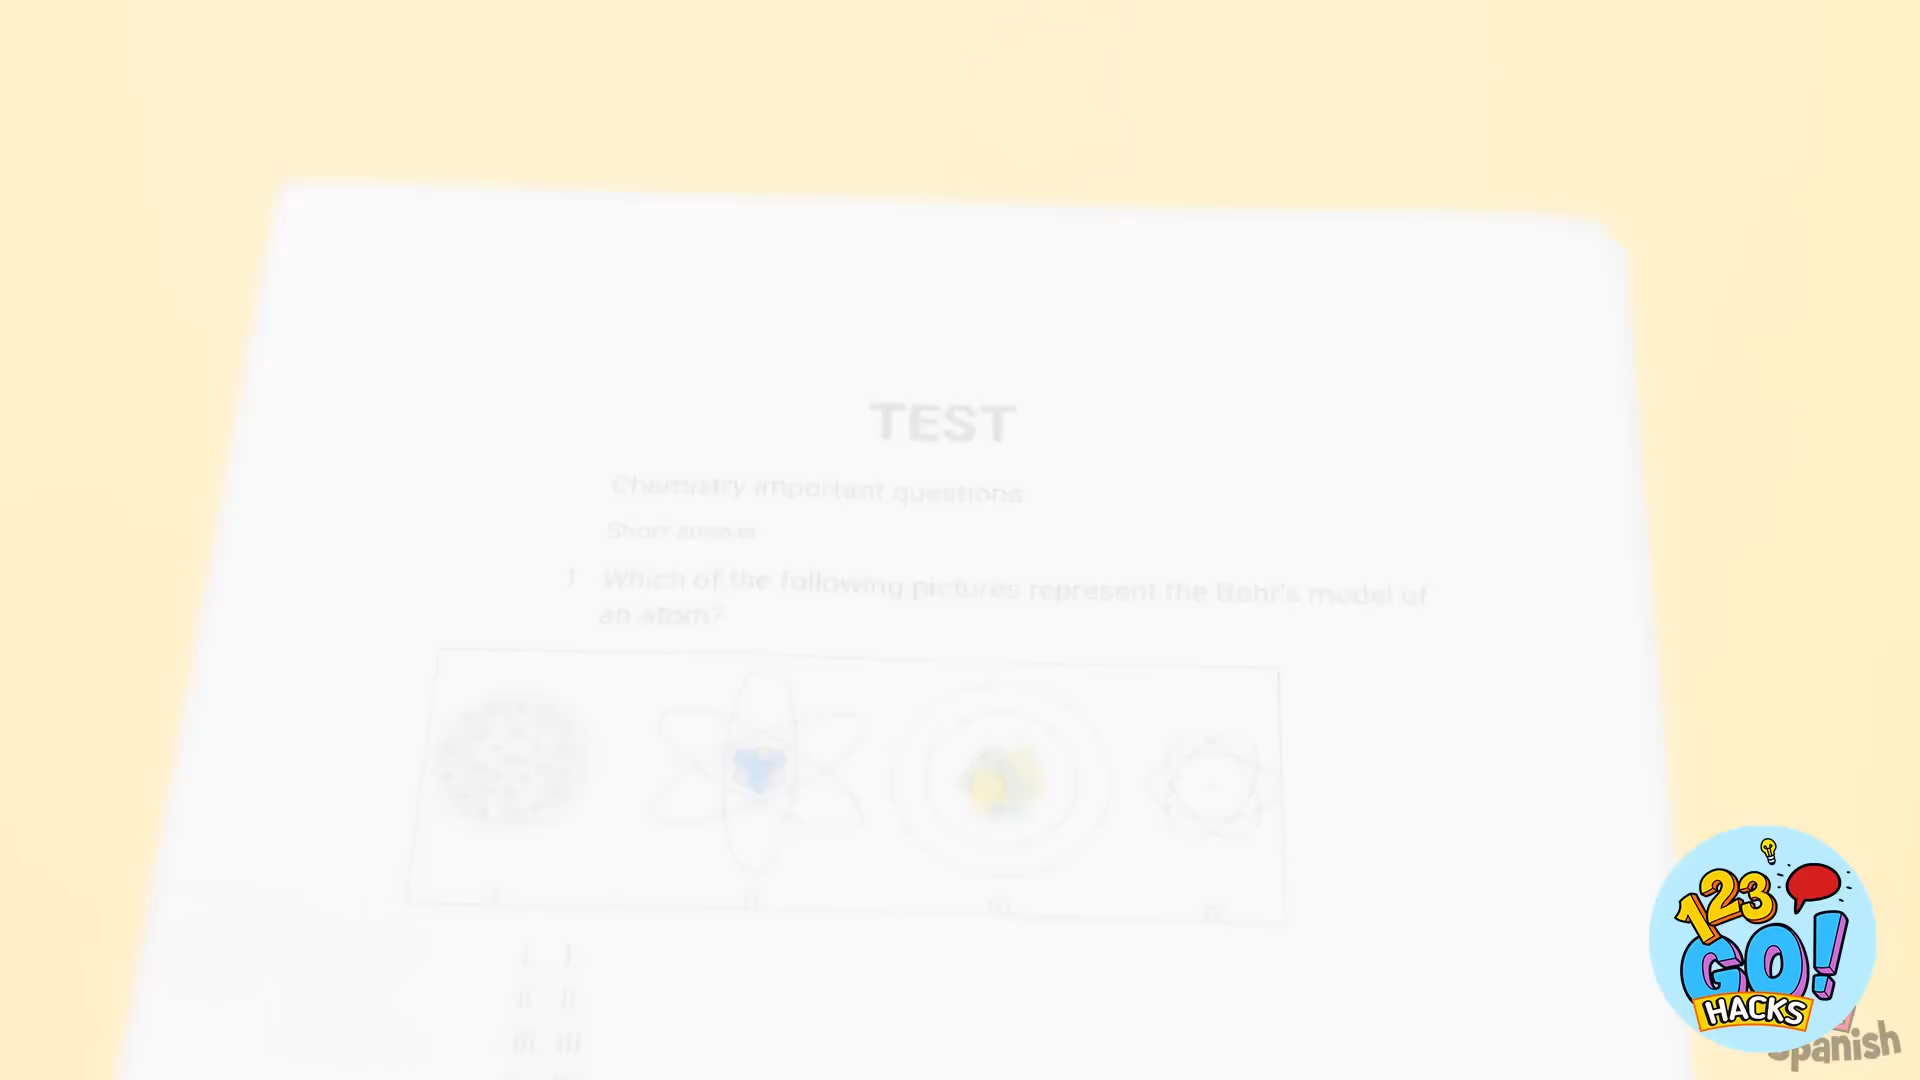 TEST
Chemistry important questions
Short answer
1 Which of the following pictures represent the Bohr's model of
an atom?
I II III IV
i. I
ii. II
iii. III
123
GO!
HACKS
Spanish